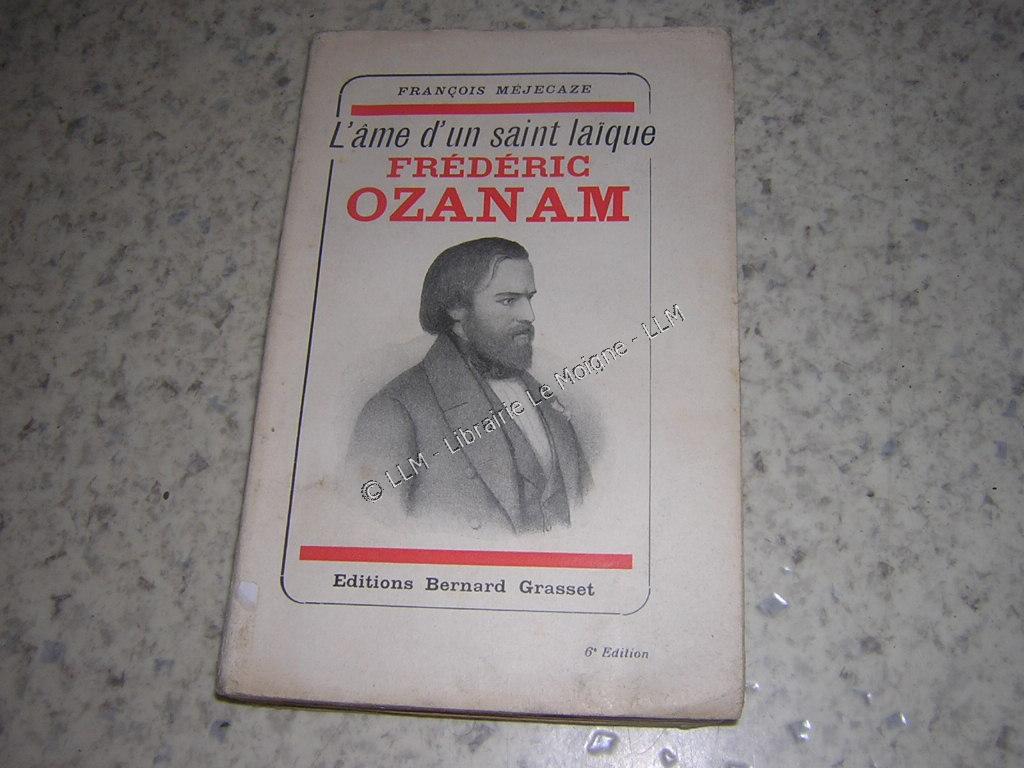 FRANÇOIS MÉJECAZE
L'âme d'un saint laïque
FRÉDÉRIC
OZANAM
© LLM - Librairie Le Moigne - LLM
Editions Bernard Grasset
6e Edition